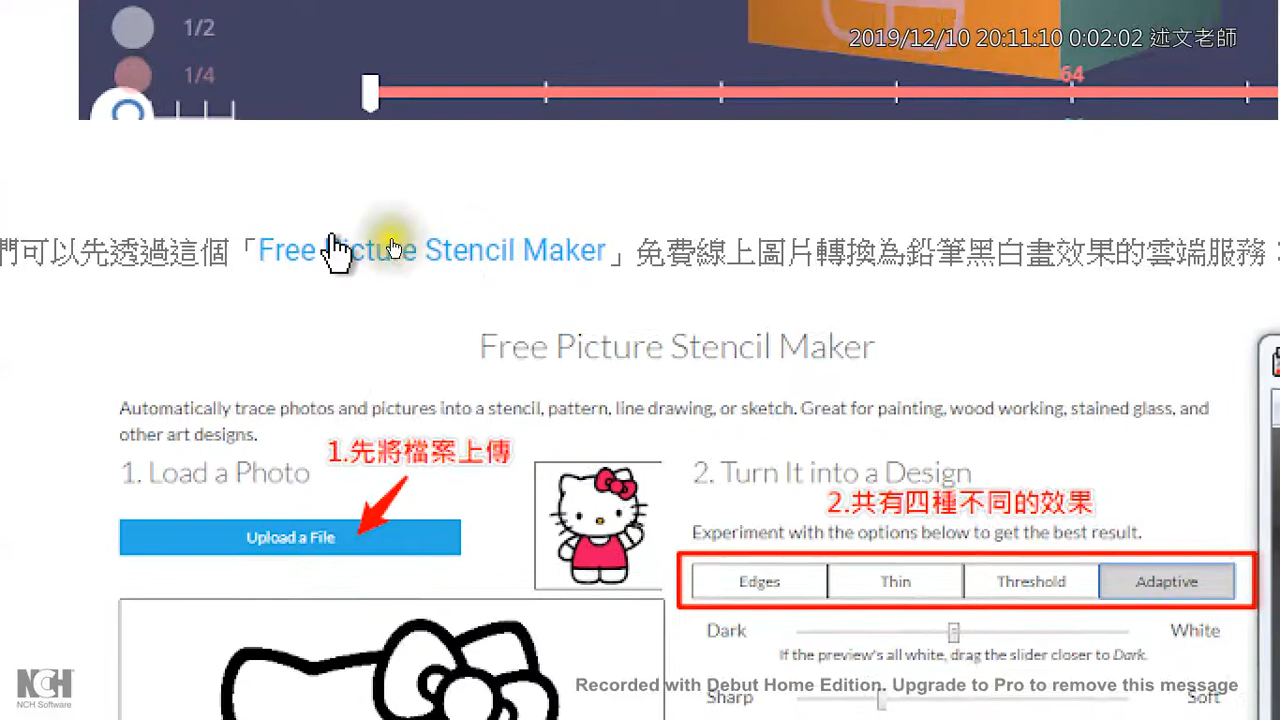 1/2
2019/12/10 20:11:10 0:02:02 述文老師
1/4
64
們可以先透過這個「Free Picture Stencil Maker」免費線上圖片轉換為鉛筆黑白畫效果的雲端服務：
Free Picture Stencil Maker
Automatically trace photos and pictures into a stencil, pattern, line drawing, or sketch. Great for painting, wood working, stained glass, and
other art designs.
1.先將檔案上傳
1. Load a Photo
2. Turn It into a Design
2.共有四種不同的效果
Upload a File
Experiment with the options below to get the best result.
Edges
Thin
Threshold
Adaptive
Dark
White
If the preview's all white, drag the slider closer to Dark.
Sharp
Soft
Recorded with Debut Home Edition. Upgrade to Pro to remove this message
NCH
NCH Software